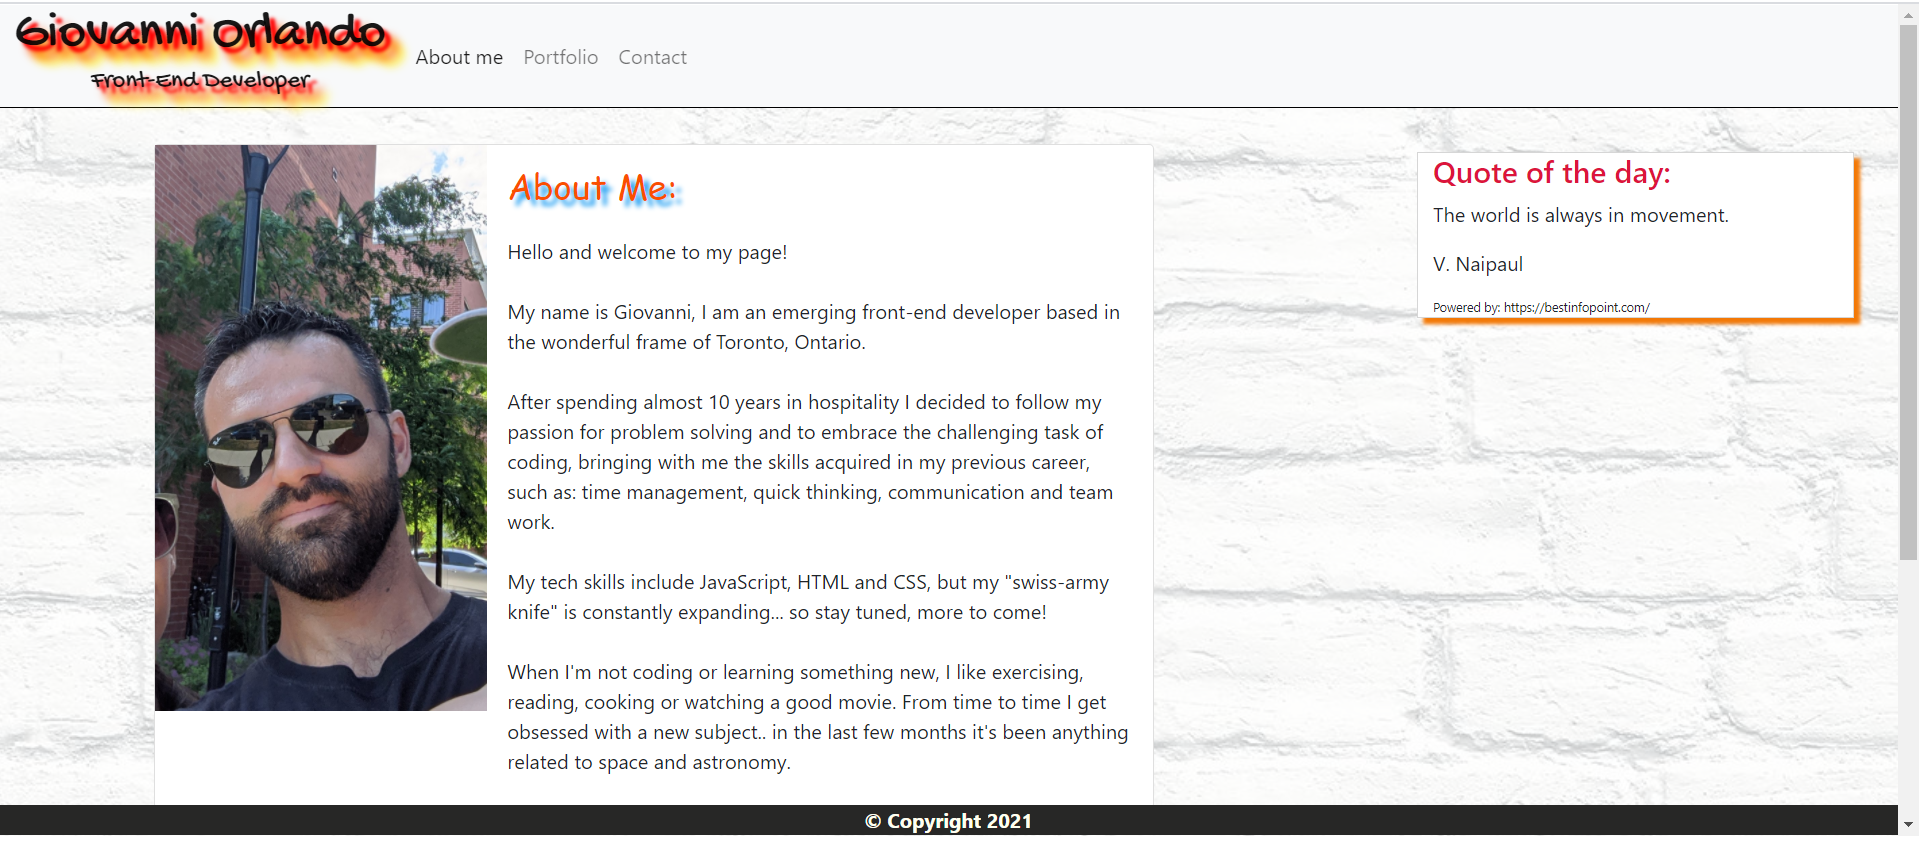 Giovanni Orlando
Front-End Developer
About me
Portfolio
Contact
About Me:
Hello and welcome to my page!
My name is Giovanni, I am an emerging front-end developer based in
the wonderful frame of Toronto, Ontario.
After spending almost 10 years in hospitality I decided to follow my
passion for problem solving and to embrace the challenging task of
coding, bringing with me the skills acquired in my previous career,
such as: time management, quick thinking, communication and team
work.
My tech skills include JavaScript, HTML and CSS, but my "swiss-army
knife" is constantly expanding... so stay tuned, more to come!
When I'm not coding or learning something new, I like exercising,
reading, cooking or watching a good movie. From time to time I get
obsessed with a new subject.. in the last few months it's been anything
related to space and astronomy.
Quote of the day:
The world is always in movement.
V. Naipaul
Powered by: https://bestinfopoint.com/
© Copyright 2021